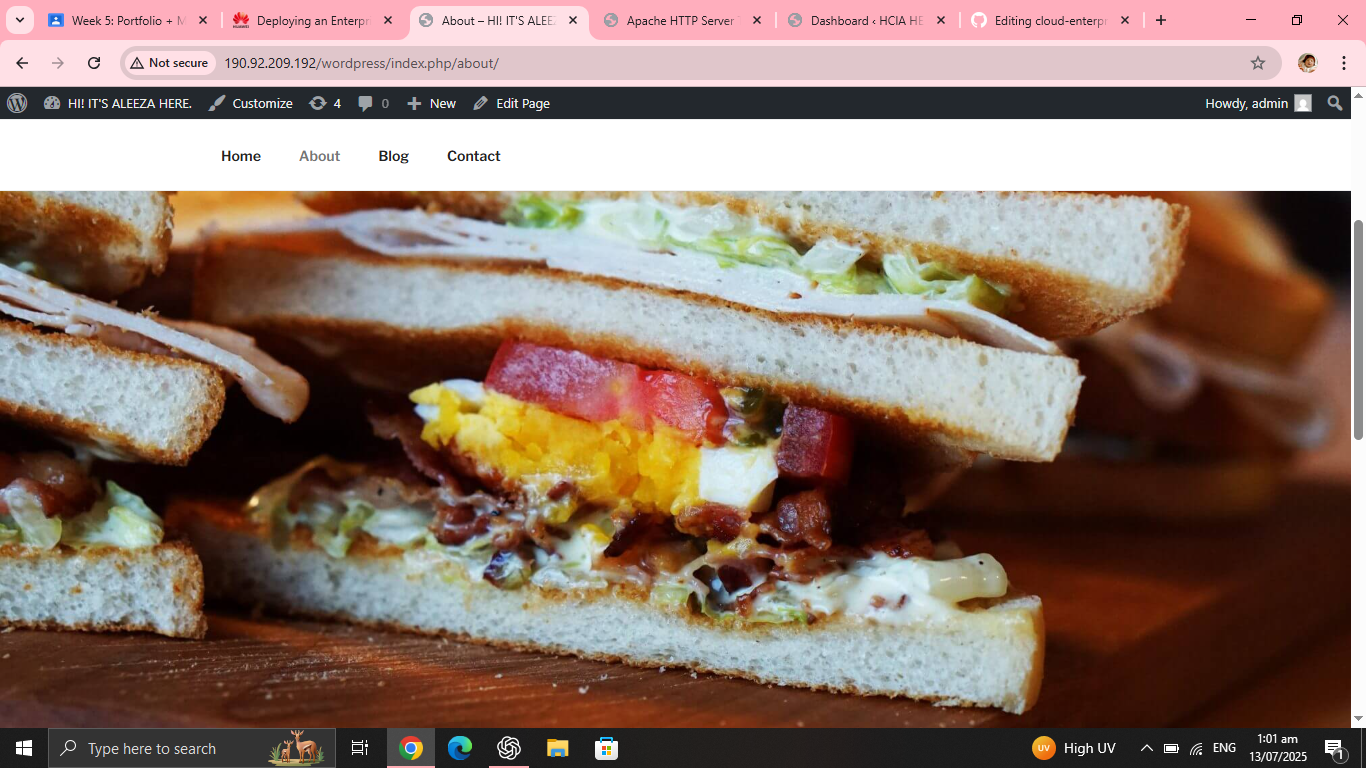 Week 5: Portfolio + M
Deploying an Enterpri
About – HI! IT'S ALEEZ
Apache HTTP Server
Dashboard ‹ HCIA HE
Editing cloud-enterpr
Not secure
190.92.209.192/wordpress/index.php/about/
HI! IT'S ALEEZA HERE.
Customize
4
0
New
Edit Page
Howdy, admin
Home
About
Blog
Contact
Type here to search
UV
High UV
ENG
1:01 am
13/07/2025
1